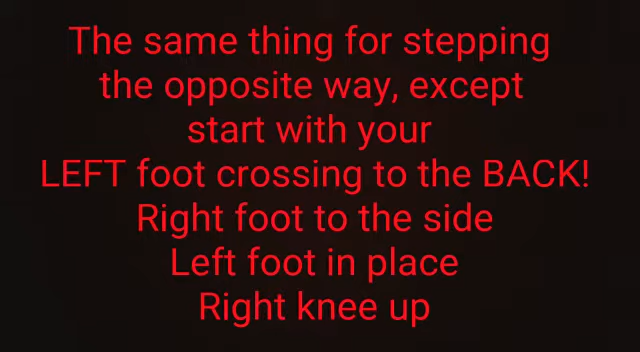 The same thing for stepping
the opposite way, except
start with your
LEFT foot crossing to the BACK!
Right foot to the side
Left foot in place
Right knee up